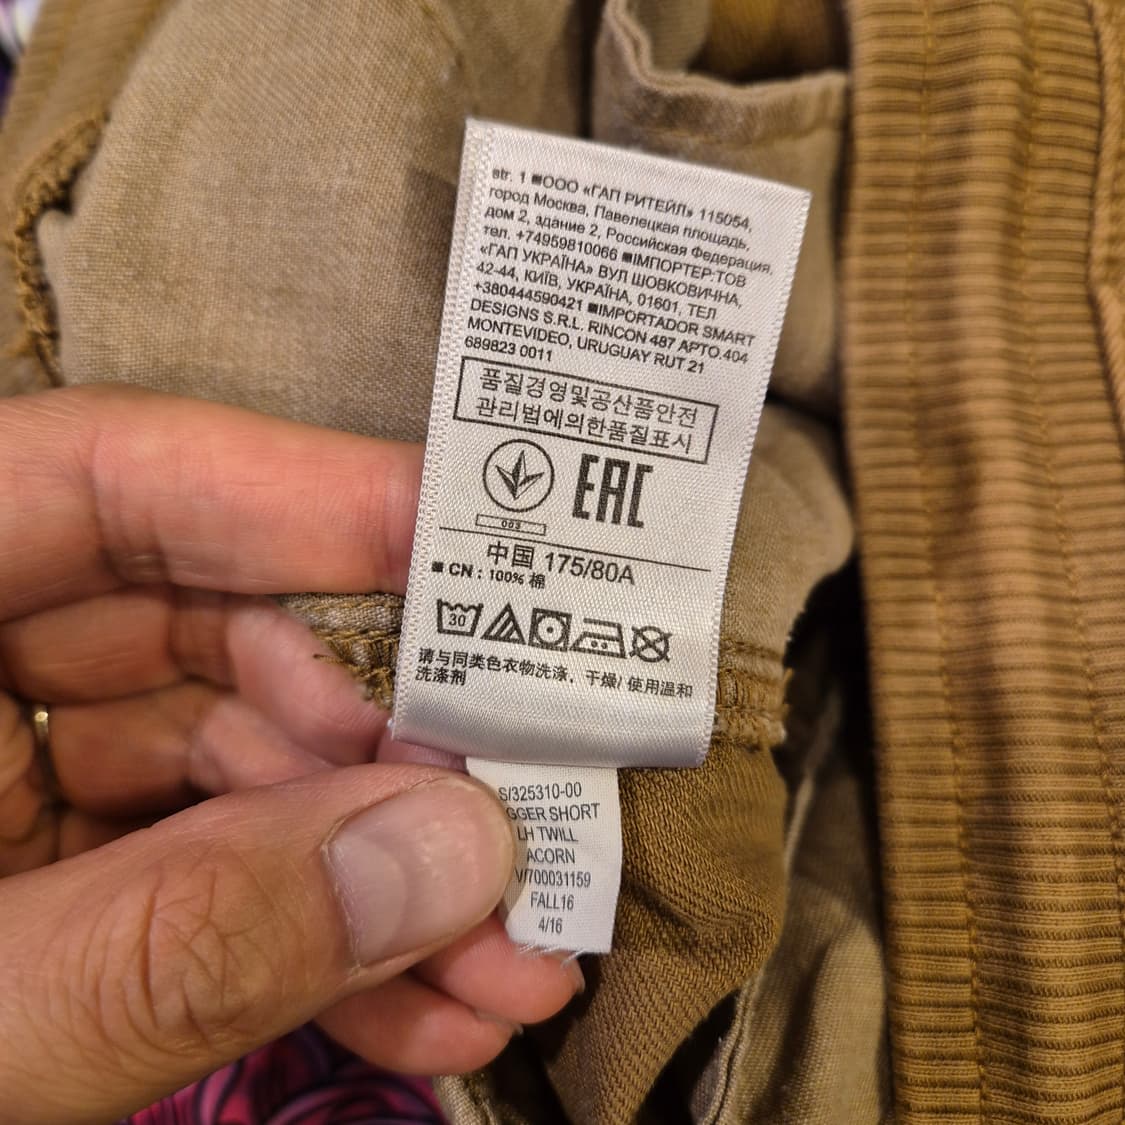 str. 1 ■ООО «ГАП РИТЕЙЛ» 115054,
город Москва, Павелецкая площадь,
дом 2, здание 2, Российская Федерация,
тел. +74959810066 ■ІМПОРТЕР:ТОВ
«ГАП УКРАЇНА» ВУЛ ШОВКОВИЧНА,
42-44, КИЇВ, УКРАЇНА, 01601, ТЕЛ
+380444590421 ■IMPORTADOR SMART
DESIGNS S.R.L. RINCON 487 APTO.404
MONTEVIDEO, URUGUAY RUT 21
689823 0011
품질경영및공산품안전
관리법에의한품질표시
EAC
003
中国 175/80A
■ CN : 100% 棉
30
请与同类色衣物洗涤，干燥/ 使用温和
洗涤剂
S/325310-00
GGER SHORT
LH TWILL
ACORN
V/700031159
FALL16
4/16